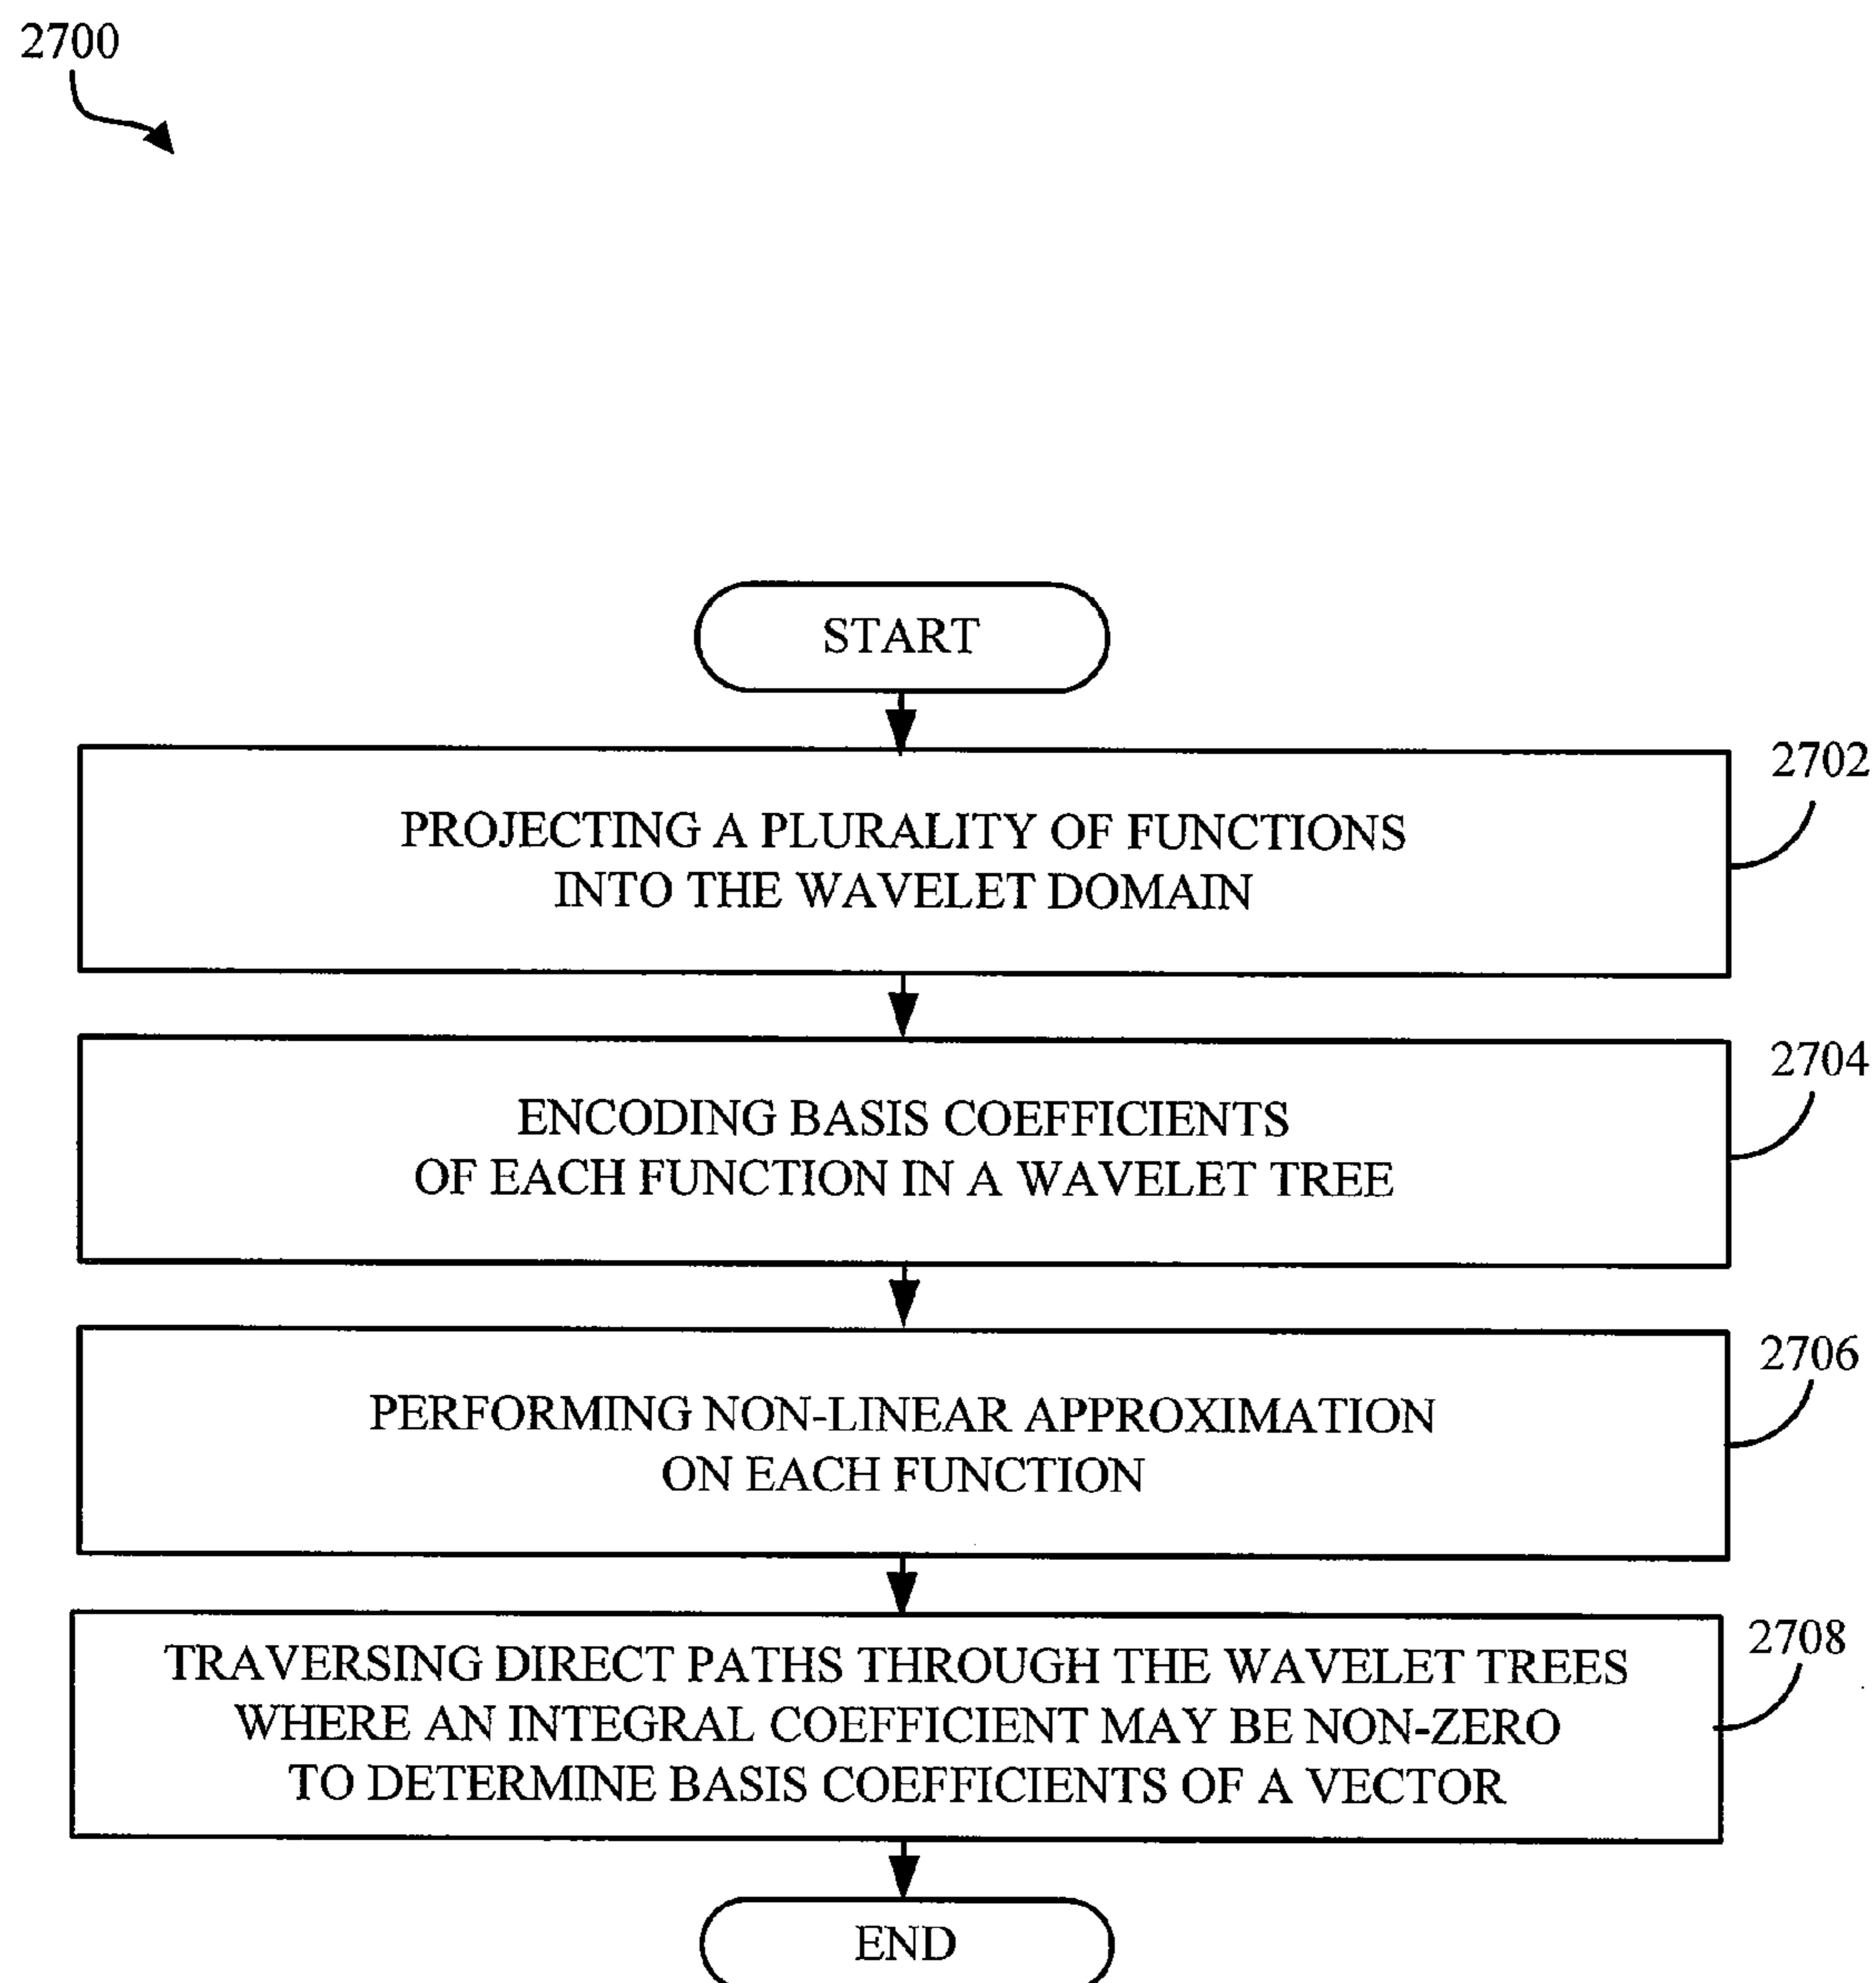 2700
START
PROJECTING A PLURALITY OF FUNCTIONS
INTO THE WAVELET DOMAIN
2702
ENCODING BASIS COEFFICIENTS
OF EACH FUNCTION IN A WAVELET TREE
2704
PERFORMING NON-LINEAR APPROXIMATION
ON EACH FUNCTION
2706
TRAVERSING DIRECT PATHS THROUGH THE WAVELET TREES
WHERE AN INTEGRAL COEFFICIENT MAY BE NON-ZERO
TO DETERMINE BASIS COEFFICIENTS OF A VECTOR
2708
END